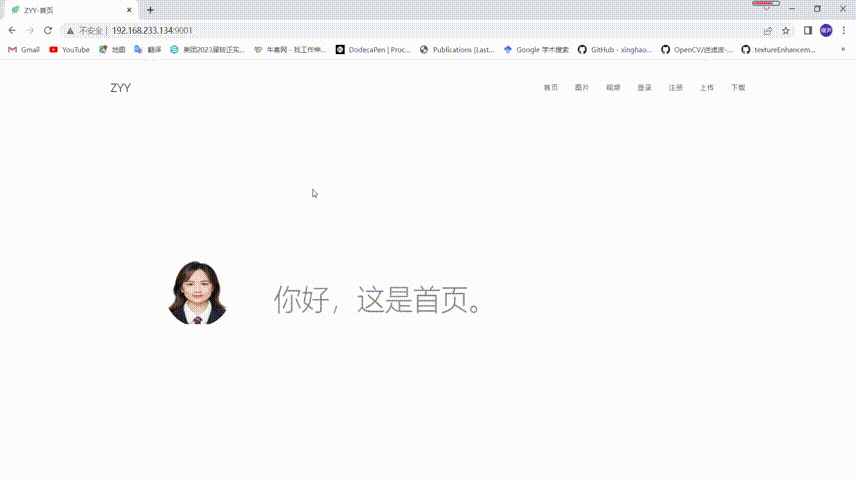 ZYY-首页
不安全 | 192.168.233.134:9001
Gmail YouTube 地图 翻译 美团2023届转正实... 牛客网 - 找工作神... DodecaPen | Proc... Publications (Last... Google 学术搜索 GitHub - xinghao... OpenCV/逆滤波-... textureEnhancem... »
ZYY 首页 图片 视频 登录 注册 上传 下载
你好，这是首页。